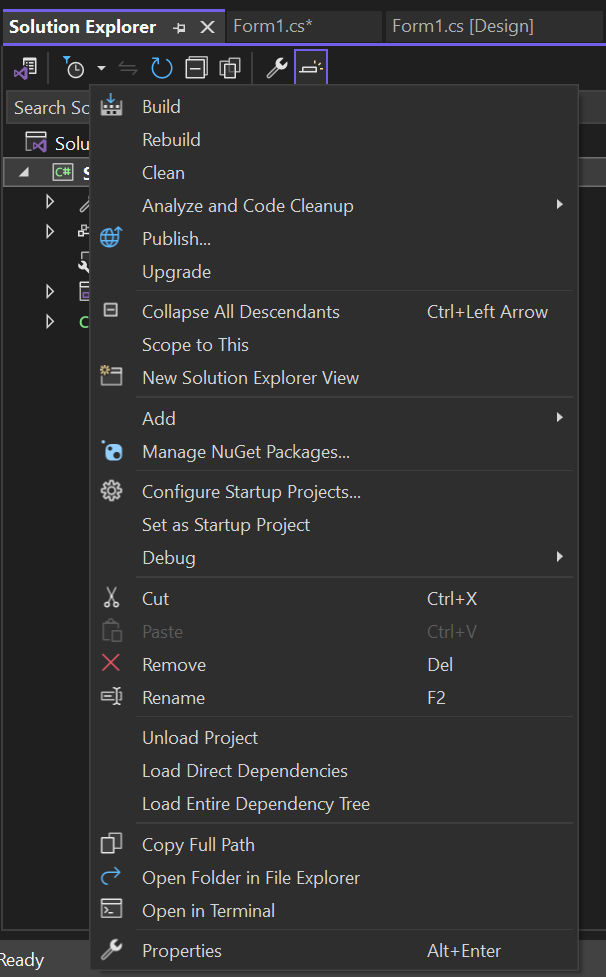 Solution Explorer
Form1.cs*
Form1.cs [Design]
Search So
Solu
C#
Build
Rebuild
Clean
Analyze and Code Cleanup
Publish...
Upgrade
Collapse All Descendants Ctrl+Left Arrow
Scope to This
New Solution Explorer View
Add
Manage NuGet Packages...
Configure Startup Projects...
Set as Startup Project
Debug
Cut Ctrl+X
Paste Ctrl+V
Remove Del
Rename F2
Unload Project
Load Direct Dependencies
Load Entire Dependency Tree
Copy Full Path
Open Folder in File Explorer
Open in Terminal
Properties Alt+Enter
Ready